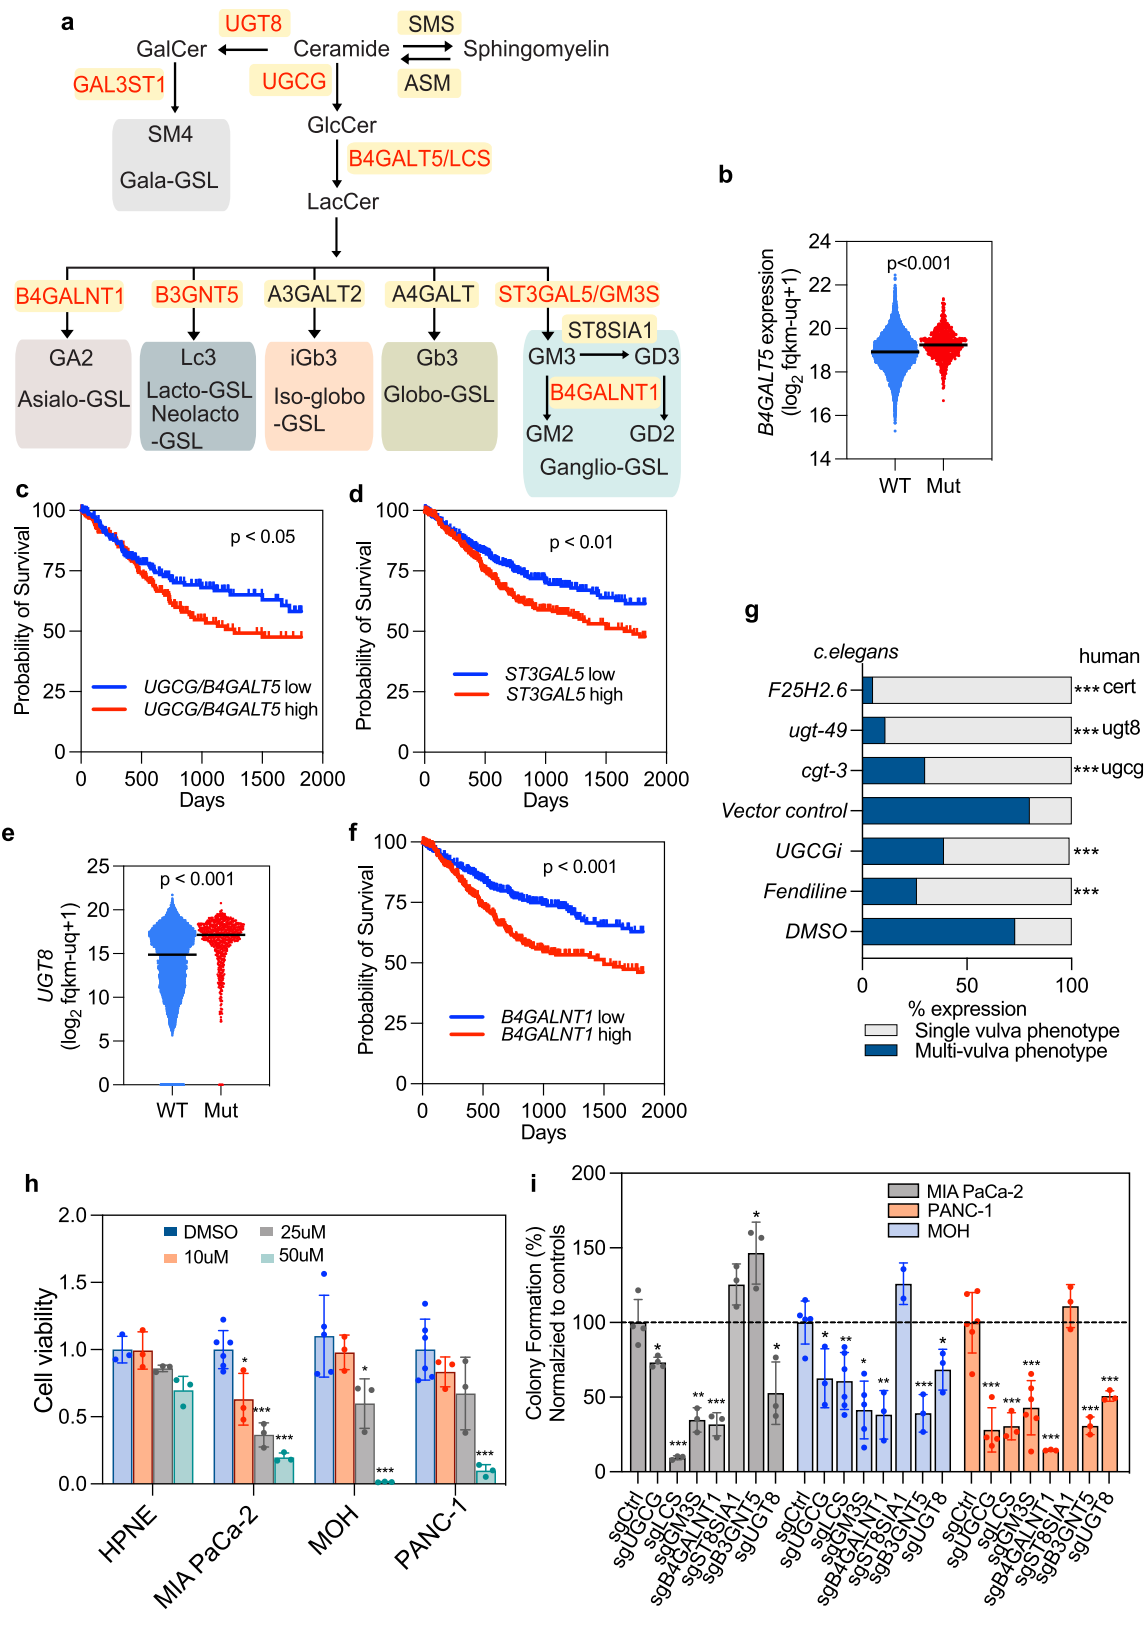 a
UGT8
SMS
GalCer
Ceramide
Sphingomyelin
GAL3ST1
UGCG
ASM
SM4
Gala-GSL
GlcCer
B4GALT5/LCS
LacCer
B4GALNT1
B3GNT5
A3GALT2
A4GALT
ST3GAL5/GM3S
ST8SIA1
GA2
Asialo-GSL
Lc3
Lacto-GSL
Neolacto
-GSL
iGb3
Iso-globo
-GSL
Gb3
Globo-GSL
GM3
GD3
B4GALNT1
GM2
GD2
Ganglio-GSL
b
B4GALT5 expression
(log2 fqkm-uq+1)
24
22
20
18
16
14
p<0.001
WT
Mut
c
Probability of Survival
100
75
50
25
0
p < 0.05
UGCG/B4GALT5 low
UGCG/B4GALT5 high
0
500
1000
1500
2000
Days
d
Probability of Survival
100
75
50
25
0
p < 0.01
ST3GAL5 low
ST3GAL5 high
0
500
1000
1500
2000
Days
e
UGT8
(log2 fqkm-uq+1)
25
20
15
10
5
0
p < 0.001
WT
Mut
f
Probability of Survival
100
75
50
25
0
p < 0.001
B4GALNT1 low
B4GALNT1 high
0
500
1000
1500
2000
Days
g
c.elegans
human
F25H2.6
*** cert
ugt-49
*** ugt8
cgt-3
*** ugcg
Vector control
UGCGi
***
Fendiline
***
DMSO
0
50
100
% expression
Single vulva phenotype
Multi-vulva phenotype
h
Cell viability
2.0
1.5
1.0
0.5
0.0
DMSO
25uM
10uM
50uM
*
***
***
*
***
***
HPNE
MIA PaCa-2
MOH
PANC-1
i
Colony Formation (%)
Normalzied to controls
200
150
100
50
0
MIA PaCa-2
PANC-1
MOH
*
***
**
***
*
*
*
**
*
**
***
*
***
***
***
***
***
***
sgCtrl
sgUGCG
sgLCS
sgGM3S
sgB4GALNT1
sgST8SIA1
sgB3GNT5
sgUGT8
sgCtrl
sgUGCG
sgLCS
sgGM3S
sgB4GALNT1
sgST8SIA1
sgB3GNT5
sgUGT8
sgCtrl
sgUGCG
sgLCS
sgGM3S
sgB4GALNT1
sgST8SIA1
sgB3GNT5
sgUGT8